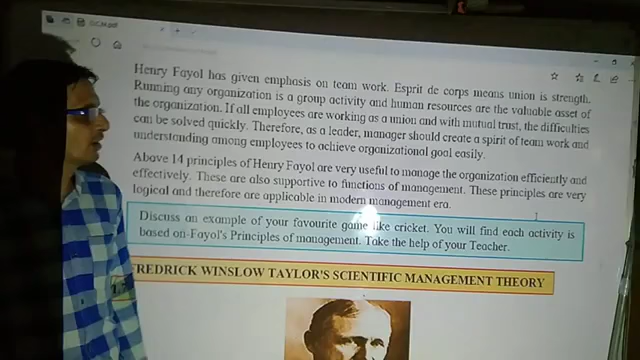 Henry Fayol has given emphasis on team work. Esprit de corps means union is strength.
Running any organization is a group activity and human resources are the valuable asset of
the organization. If all employees are working as a union and with mutual trust, the difficulties
can be solved quickly. Therefore, as a leader, manager should create a spirit of team work and
understanding among employees to achieve organizational goal easily.
Above 14 principles of Henry Fayol are very useful to manage the organization efficiently and
effectively. These are also supportive to functions of management. These principles are very
logical and therefore are applicable in modern management era.
Discuss an example of your favourite game like cricket. You will find each activity is
based on Fayol's Principles of management. Take the help of your Teacher.
FREDRICK WINSLOW TAYLOR'S SCIENTIFIC MANAGEMENT THEORY